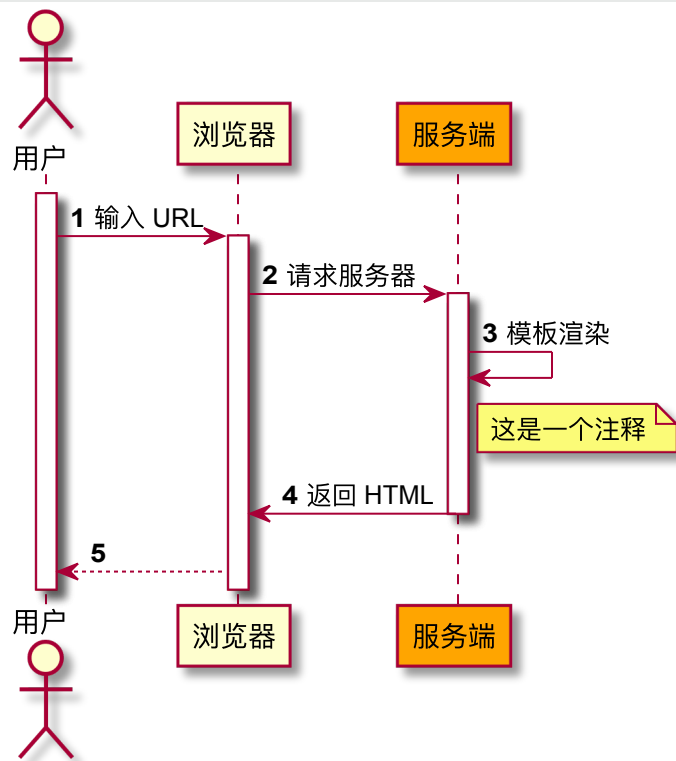 用户
浏览器
服务端
1 输入 URL
2 请求服务器
3 模板渲染
这是一个注释
4 返回 HTML
5
用户
浏览器
服务端